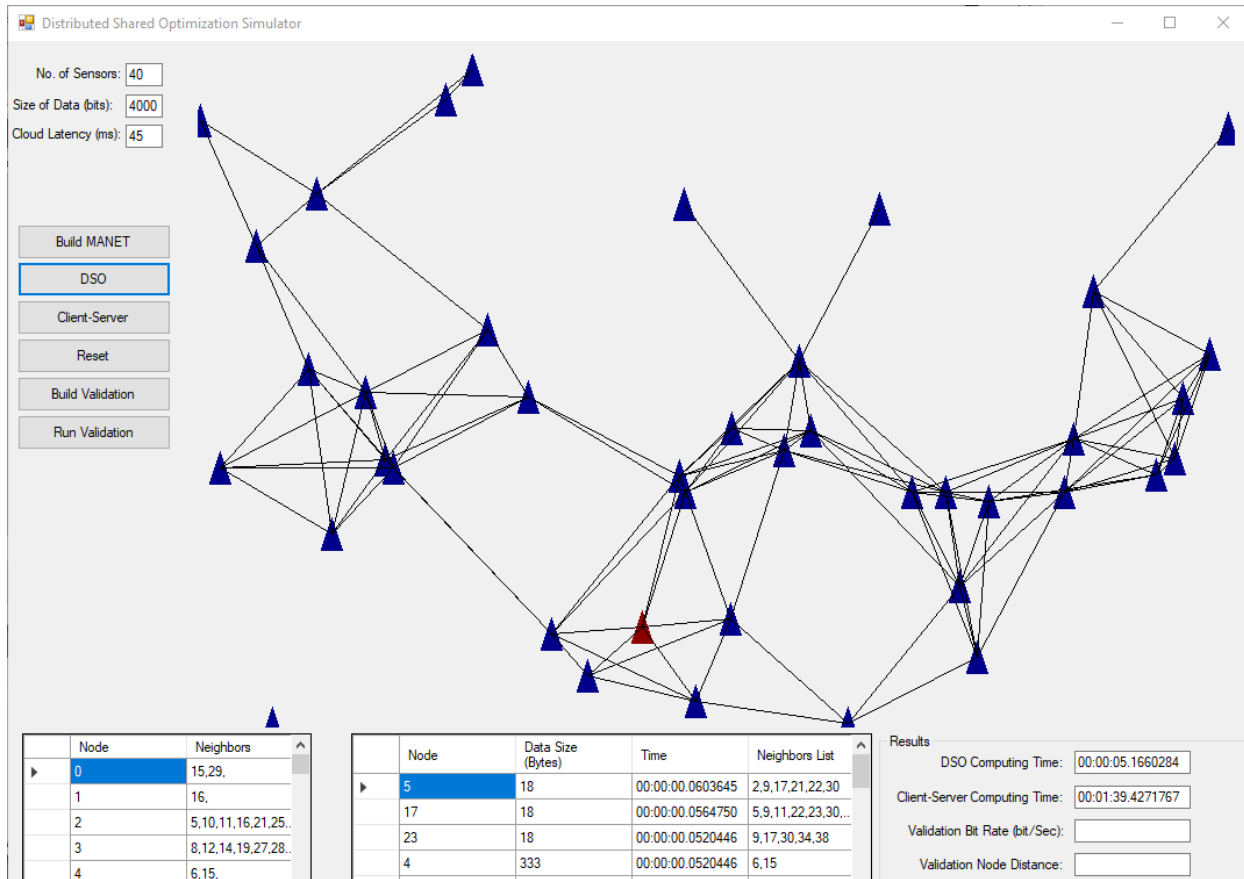 Distributed Shared Optimization Simulator
No. of Sensors: 40
Size of Data (bits): 4000
Cloud Latency (ms): 45
Build MANET
DSO
Client-Server
Reset
Build Validation
Run Validation
Node Neighbors
0 15,29,
1 16,
2 5,10,11,16,21,25..
3 8,12,14,19,27,28..
4 6,15,
Node Data Size (Bytes) Time Neighbors List
5 18 00:00:00.0603645 2,9,17,21,22,30
17 18 00:00:00.0564750 5,9,11,22,23,30,..
23 18 00:00:00.0520446 9,17,30,34,38
4 333 00:00:00.0520446 6,15
Results
DSO Computing Time: 00:00:05.1660284
Client-Server Computing Time: 00:01:39.4271767
Validation Bit Rate (bit/Sec):
Validation Node Distance: